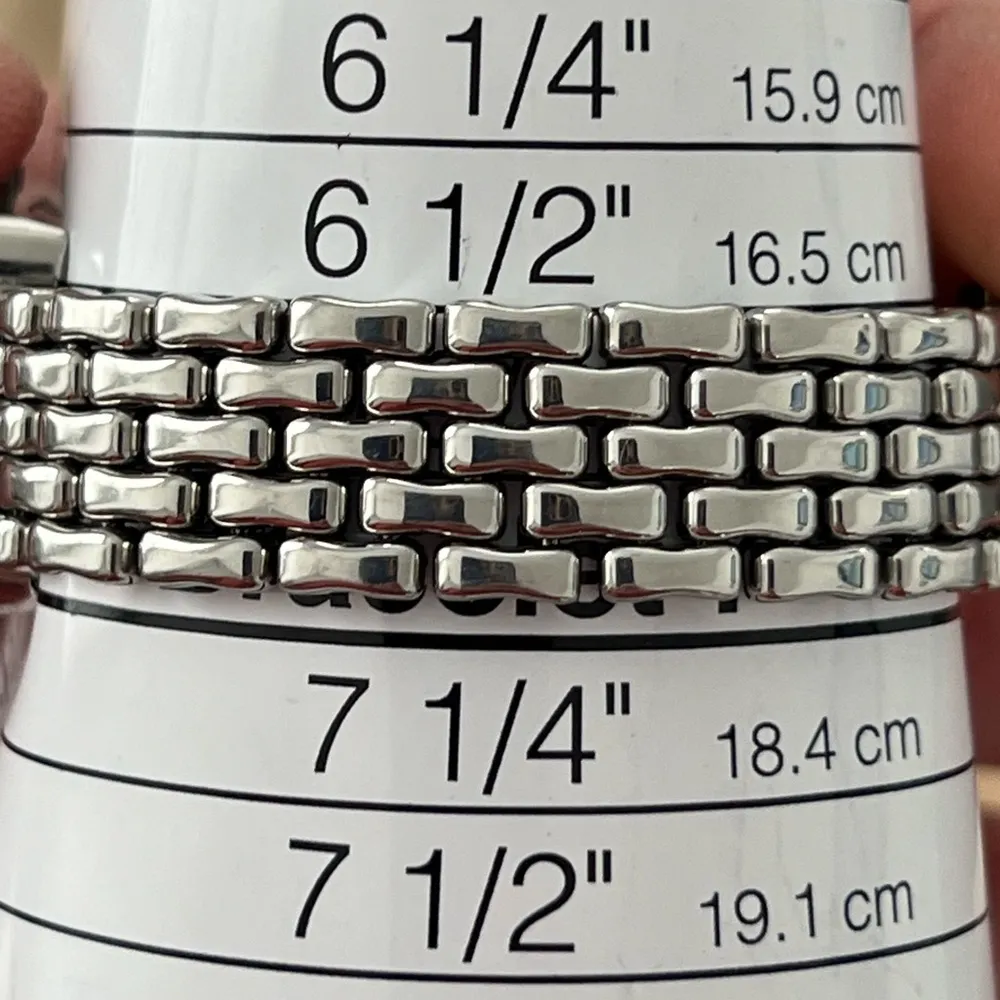 6 1/4" 15.9 cm
6 1/2" 16.5 cm
7 1/4" 18.4 cm
7 1/2" 19.1 cm